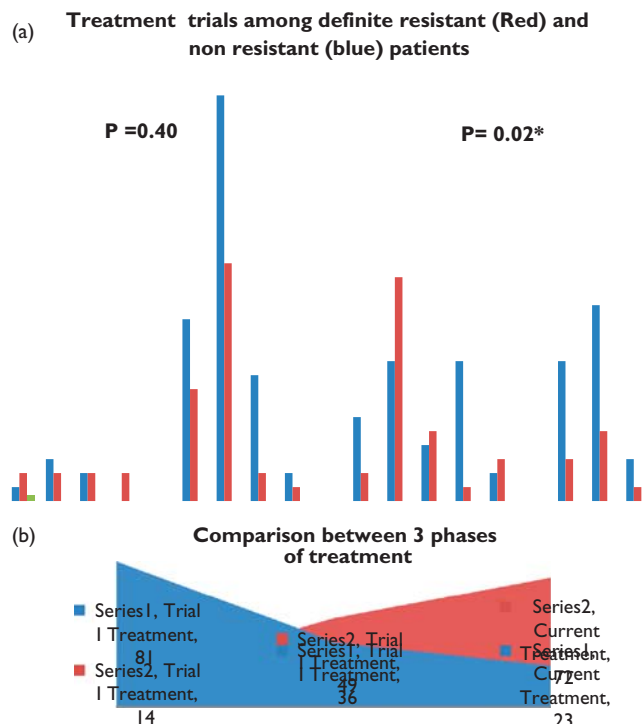 (a)
Treatment trials among definite resistant (Red) and
non resistant (blue) patients
P =0.40
P= 0.02*
(b)
Comparison between 3 phases
of treatment
Series1, Trial
1 Treatment,
81
Series2, Trial
1 Treatment,
14
Series2, Trial
1 Treatment,
49
Series1, Trial
1 Treatment,
36
Series2,
Current
Treatment,
72
Series1,
Current
Treatment,
23